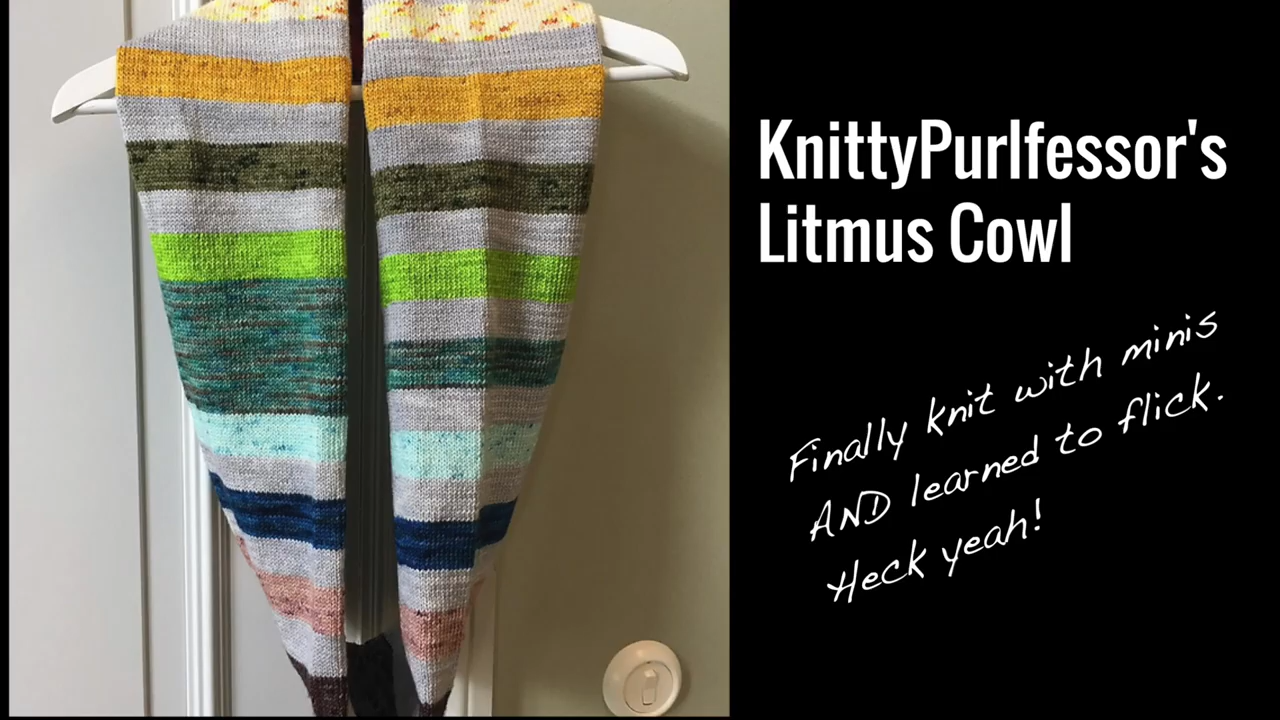 KnittyPurlfessor's
Litmus Cowl
Finally knit with minis
AND learned to flick.
Heck yeah!